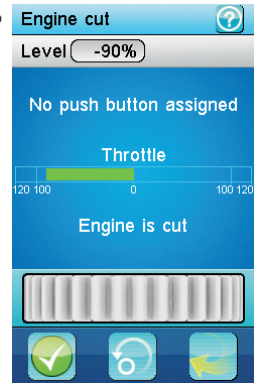 Engine cut ?
Level -90%
No push button assigned
Throttle
120 100 0 100 120
Engine is cut